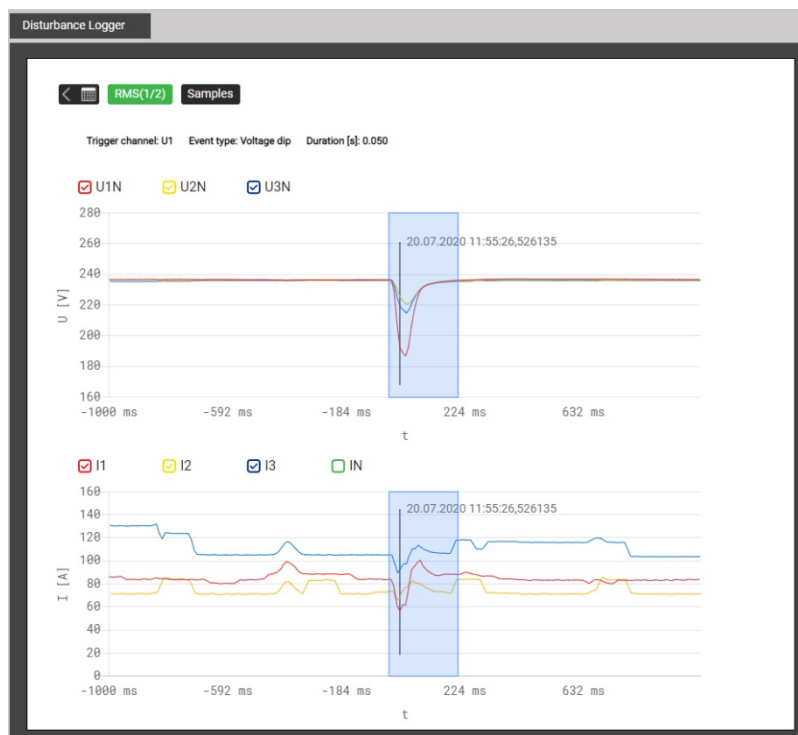 Disturbance Logger
RMS(1/2) Samples
Trigger channel: U1 Event type: Voltage dip Duration [s]: 0.050
U1N U2N U3N
280
260
20.07.2020 11:55:26,526135
240
220
200
180
160
U [V]
-1000 ms -592 ms -184 ms 224 ms 632 ms
t
I1 I2 I3 IN
160
140
20.07.2020 11:55:26,526135
120
100
80
60
40
20
0
I [A]
-1000 ms -592 ms -184 ms 224 ms 632 ms
t